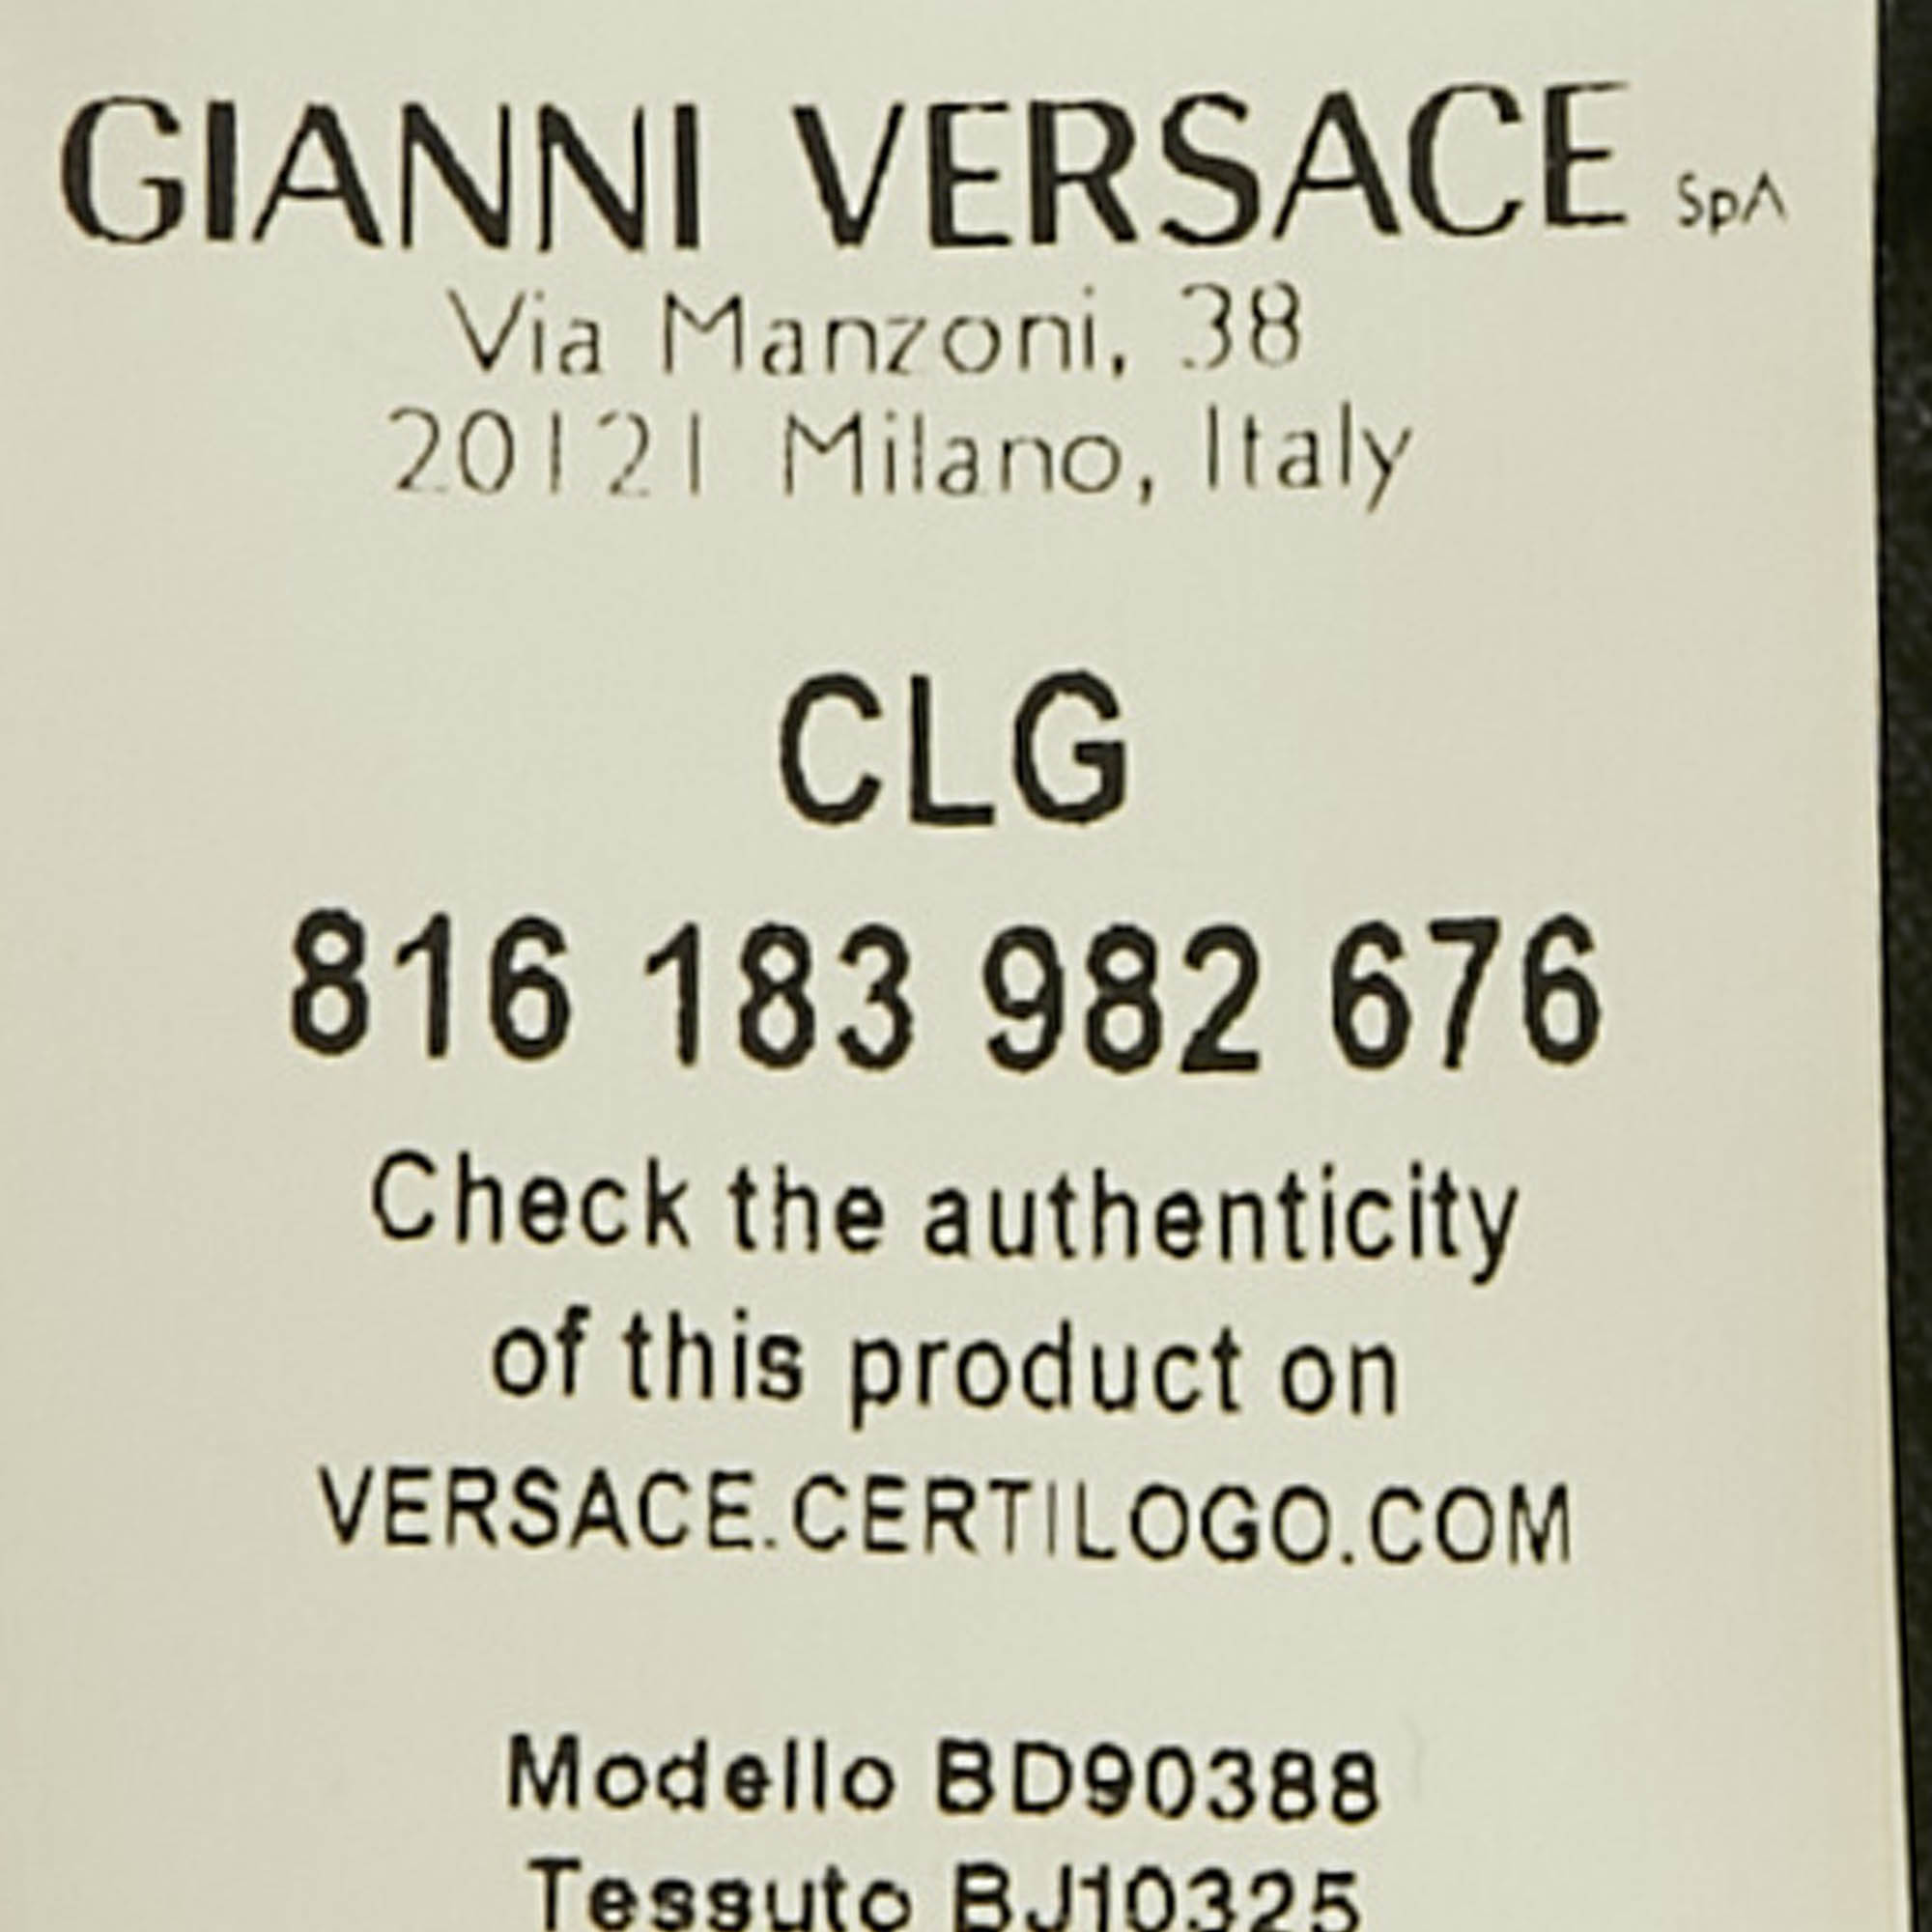 GIANNI VERSACE SpA
Via Manzoni, 38
20121 Milano, Italy
CLG
816 183 982 676
Check the authenticity
of this product on
VERSACE.CERTILOGO.COM
Modello BD90388
Tessuto BJ10325